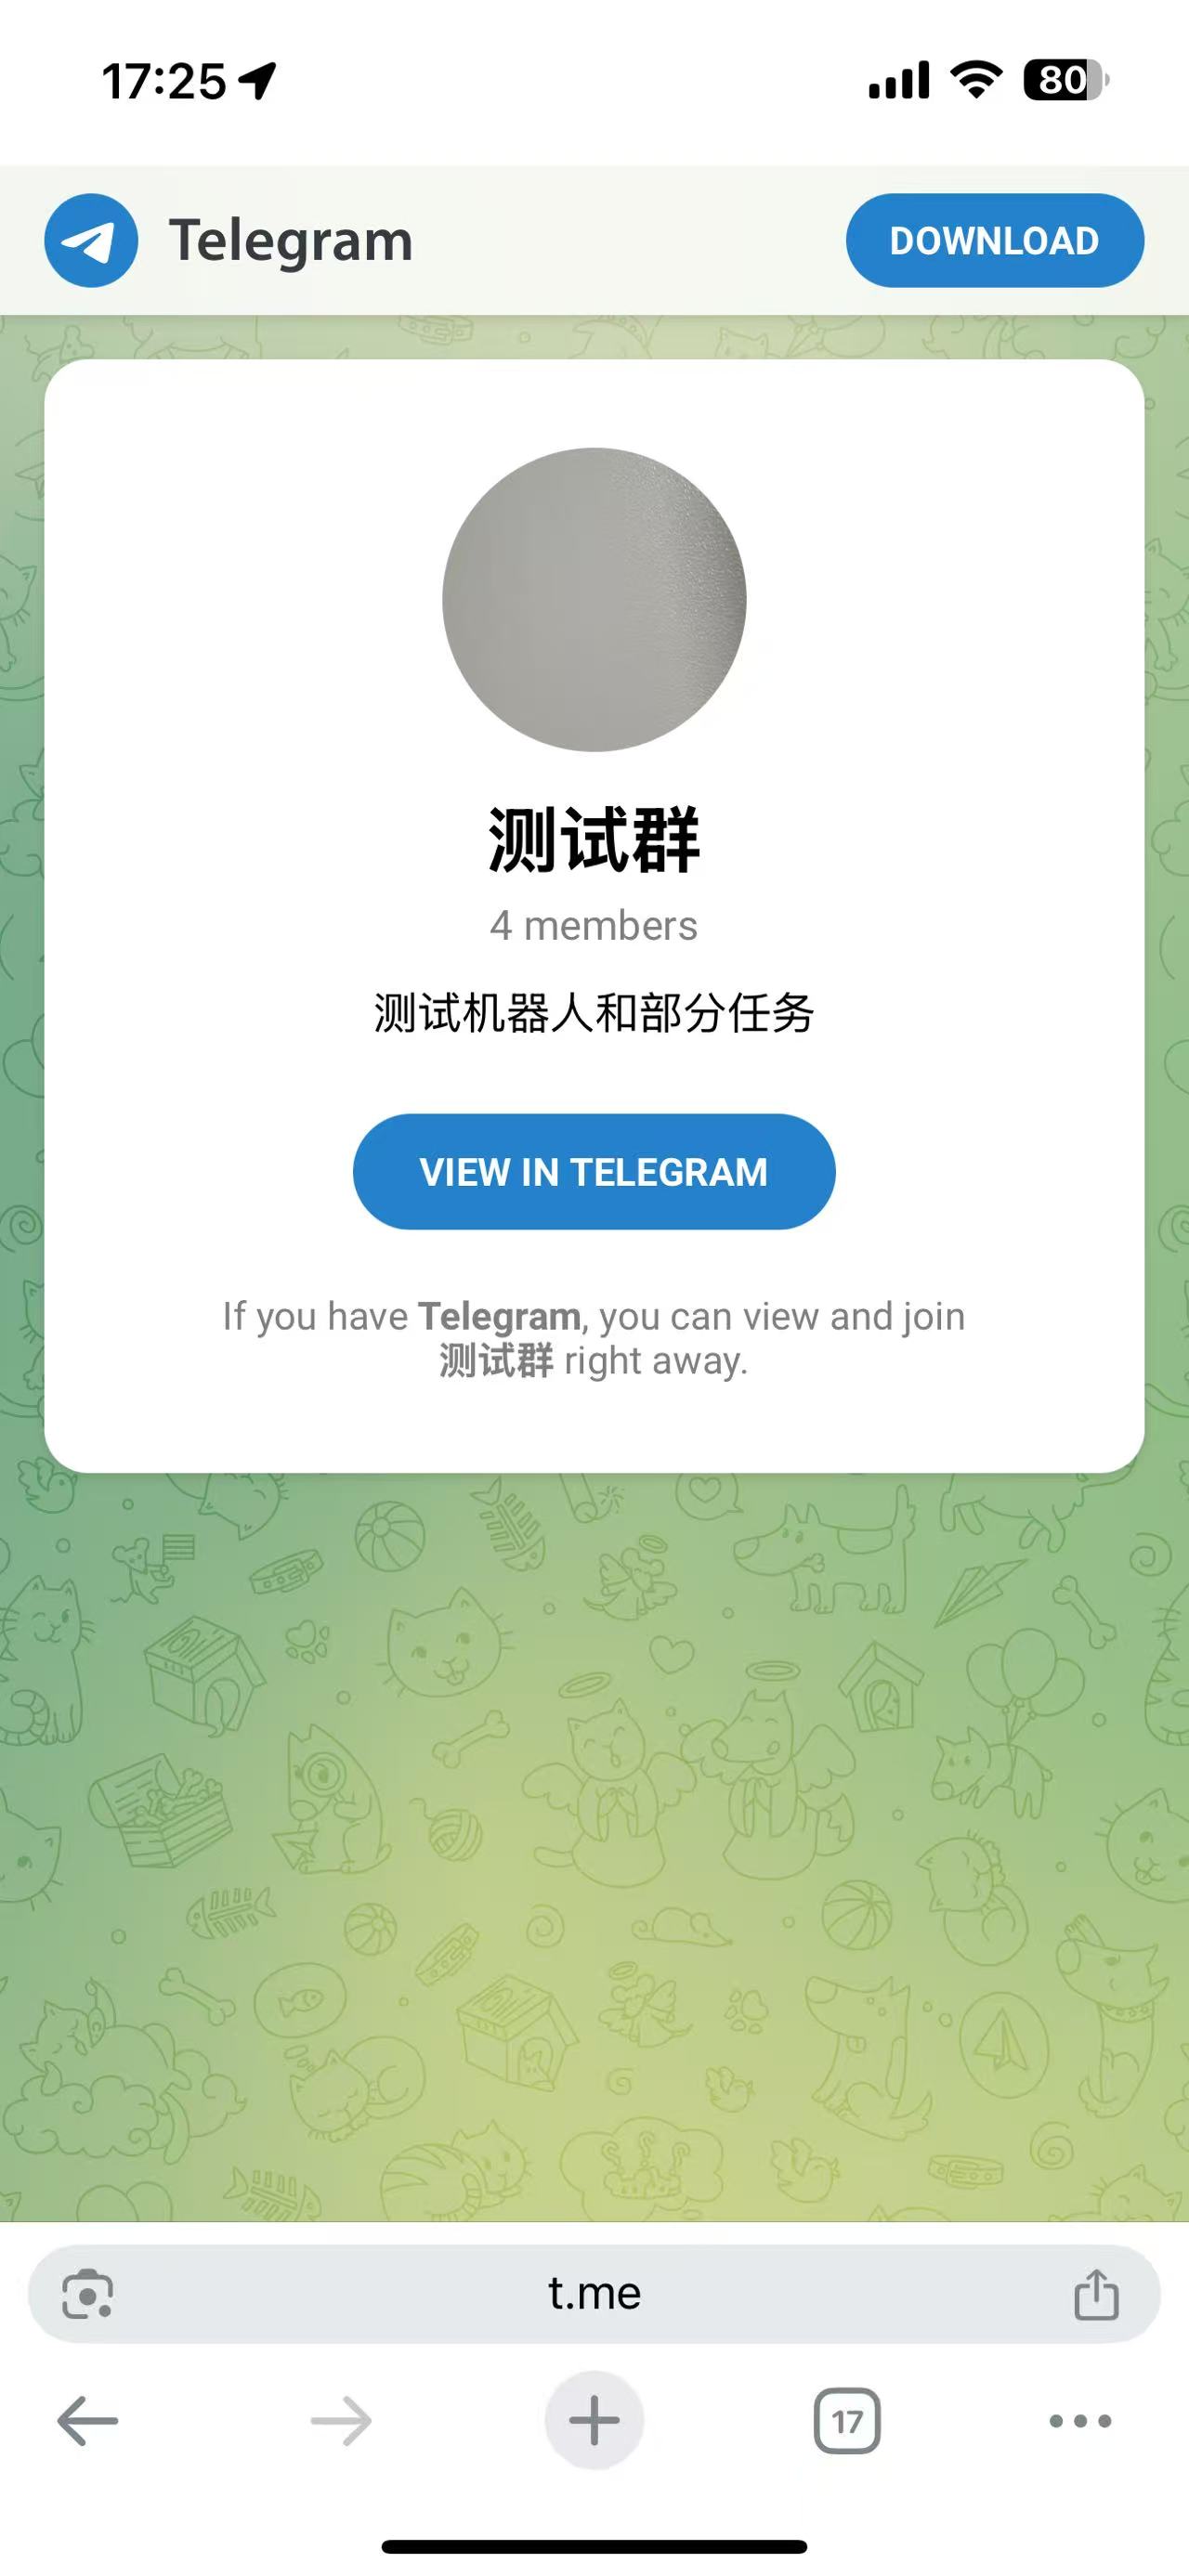 17:25
80
Telegram
DOWNLOAD
测试群
4 members
测试机器人和部分任务
VIEW IN TELEGRAM
If you have Telegram, you can view and join
测试群 right away.
t.me
17